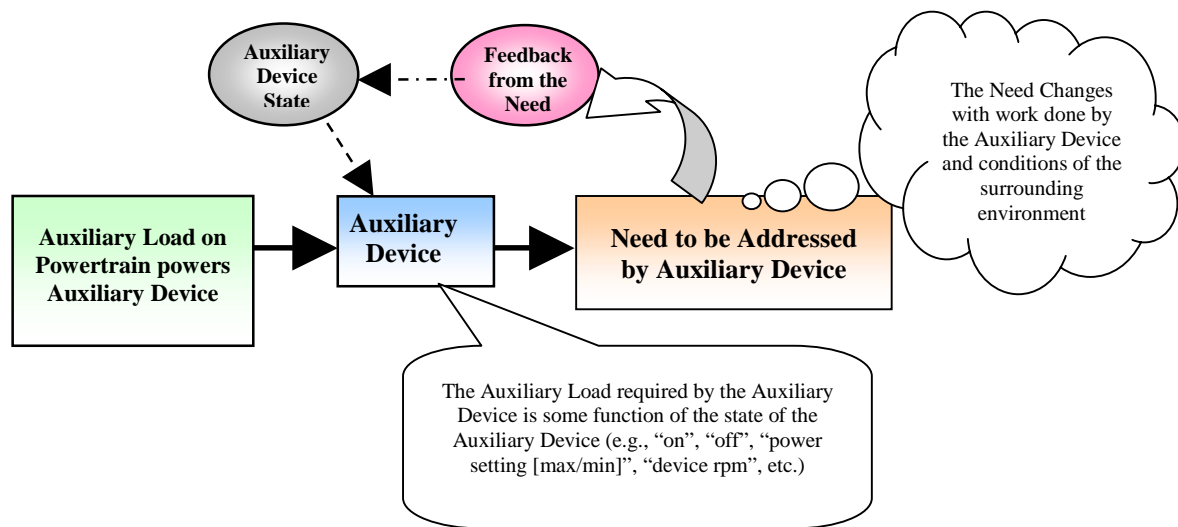 Auxiliary
Device
State
Feedback
from the
Need
The Need Changes
with work done by
the Auxiliary Device
and conditions of the
surrounding
environment
Auxiliary Load on
Powertrain powers
Auxiliary Device
Auxiliary
Device
Need to be Addressed
by Auxiliary Device
The Auxiliary Load required by the Auxiliary
Device is some function of the state of the
Auxiliary Device (e.g., “on”, “off”, “power
setting [max/min]”, “device rpm”, etc.)